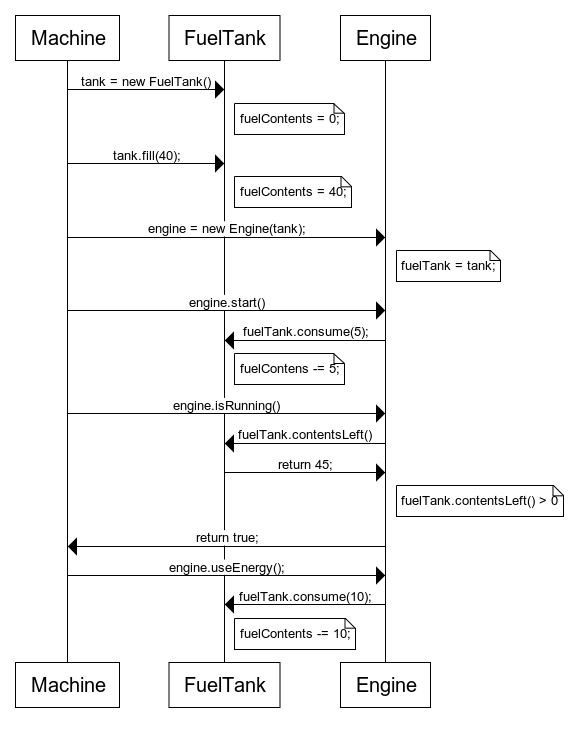 Machine FuelTank Engine
tank = new FuelTank()
fuelContents = 0;
tank.fill(40);
fuelContents = 40;
engine = new Engine(tank);
fuelTank = tank;
engine.start()
fuelTank.consume(5);
fuelContens -= 5;
engine.isRunning()
fuelTank.contentsLeft()
return 45;
fuelTank.contentsLeft() > 0
return true;
engine.useEnergy();
fuelTank.consume(10);
fuelContents -= 10;
Machine FuelTank Engine